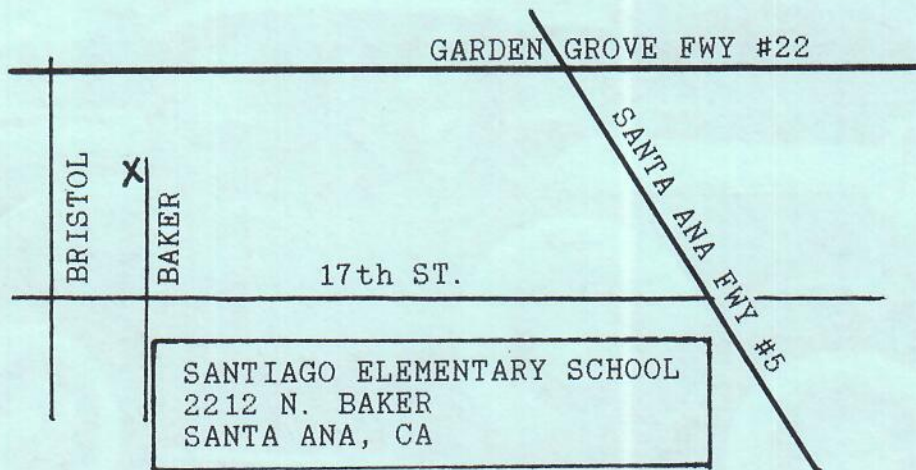 GARDEN GROVE FWY #22
SANTA ANA FWY #5
BRISTOL
X
BAKER
17th ST.
SANTIAGO ELEMENTARY SCHOOL
2212 N. BAKER
SANTA ANA, CA